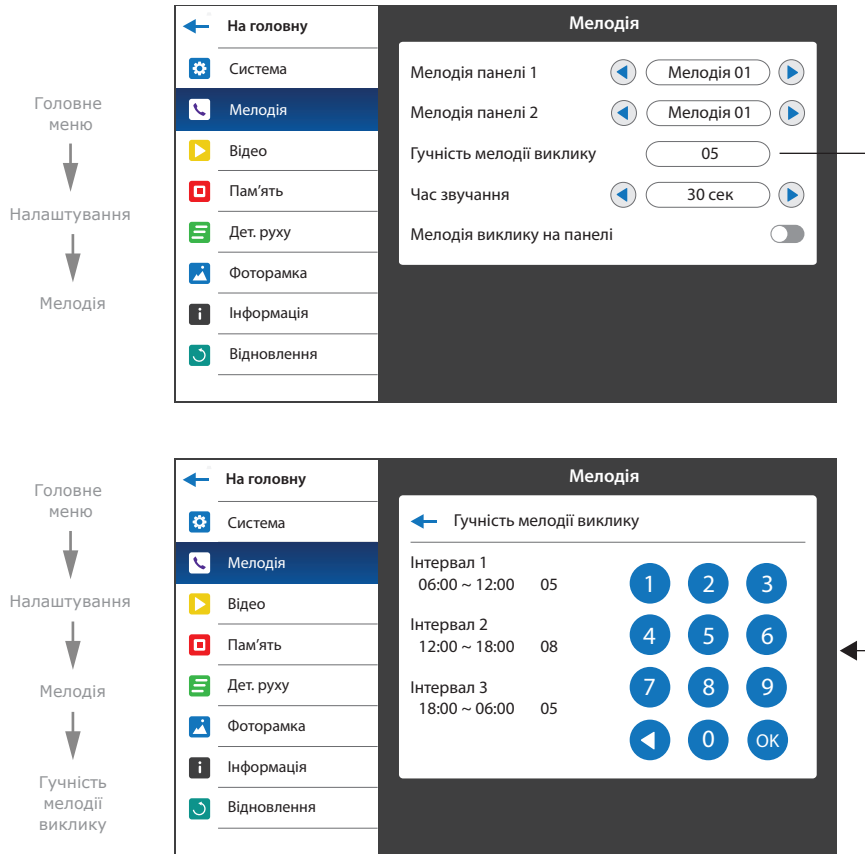 Головне
меню
Налаштування
Мелодія
На головну
Система
Мелодія
Відео
Пам’ять
Дет. руху
Фоторамка
Інформація
Відновлення
Мелодія
Мелодія панелі 1 Мелодія 01
Мелодія панелі 2 Мелодія 01
Гучність мелодії виклику 05
Час звучання 30 сек
Мелодія виклику на панелі
Головне
меню
Налаштування
Мелодія
Гучність
мелодії
виклику
На головну
Система
Мелодія
Відео
Пам’ять
Дет. руху
Фоторамка
Інформація
Відновлення
Мелодія
Гучність мелодії виклику
Інтервал 1
06:00 ~ 12:00 05
Інтервал 2
12:00 ~ 18:00 08
Інтервал 3
18:00 ~ 06:00 05
1 2 3
4 5 6
7 8 9
0 OK